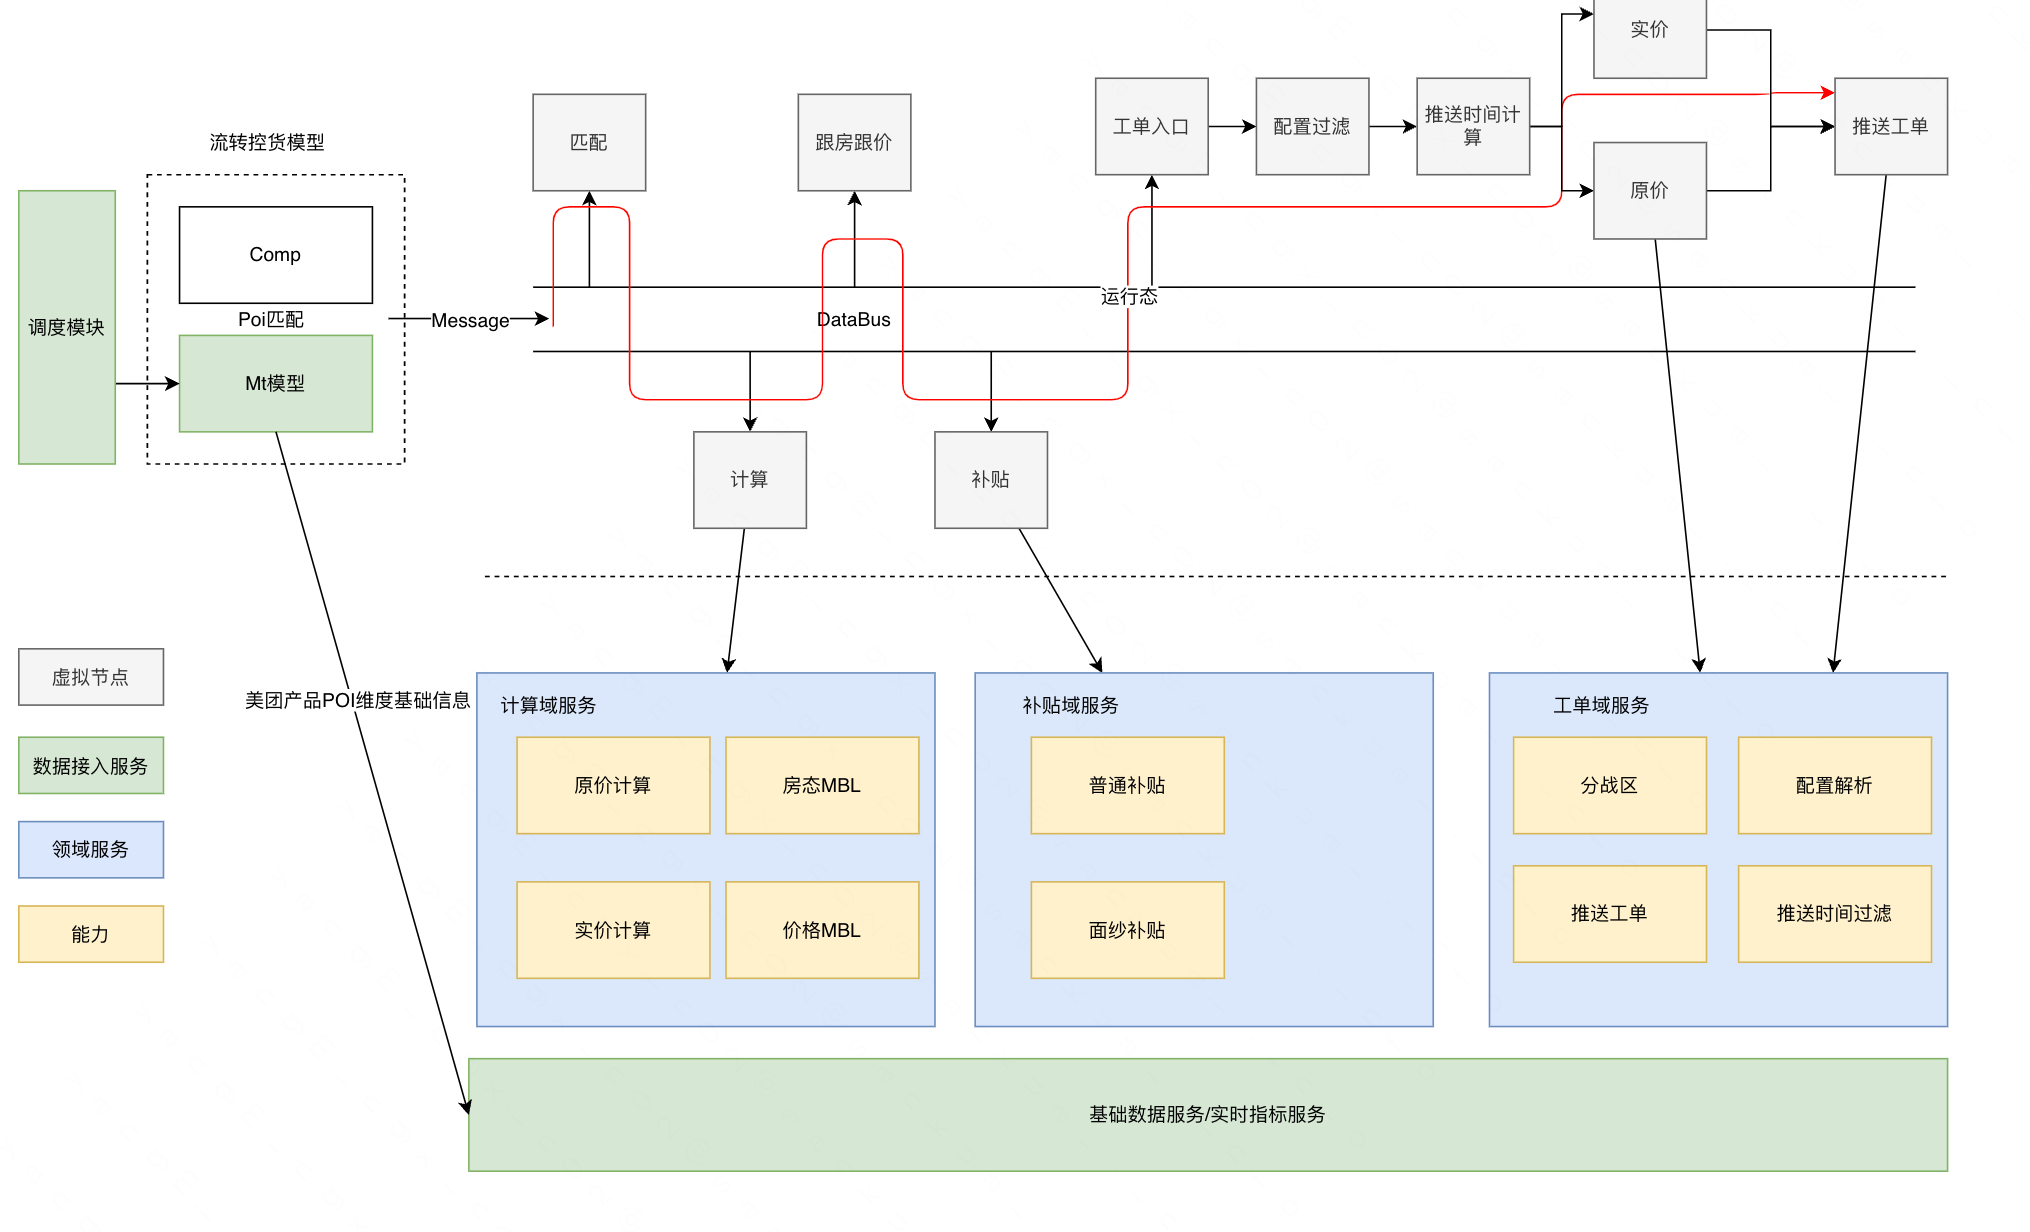 实价
匹配
跟房跟价
工单入口
配置过滤
推送时间计
算
推送工单
流转控货模型
原价
Comp
运行态
Poi匹配
Message
DataBus
调度模块
Mt模型
计算
补贴
虚拟节点
美团产品POI维度基础信息
计算域服务
补贴域服务
工单域服务
数据接入服务
原价计算
房态MBL
普通补贴
分战区
配置解析
领域服务
能力
实价计算
价格MBL
面纱补贴
推送工单
推送时间过滤
基础数据服务/实时指标服务